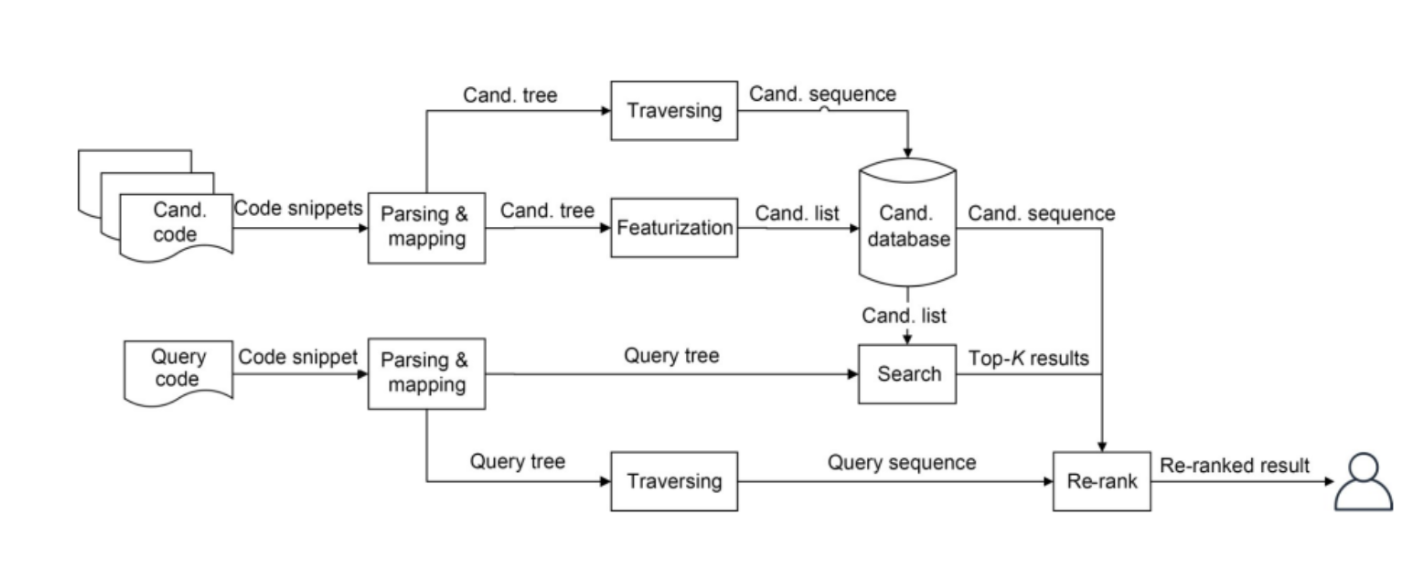 Cand. tree
Traversing
Cand. sequence
Cand.
code
Code snippets
Parsing &
mapping
Cand. tree
Featurization
Cand. list
Cand.
database
Cand. sequence
Cand. list
Query
code
Code snippet
Parsing &
mapping
Query tree
Search
Top-K results
Query tree
Traversing
Query sequence
Re-rank
Re-ranked result